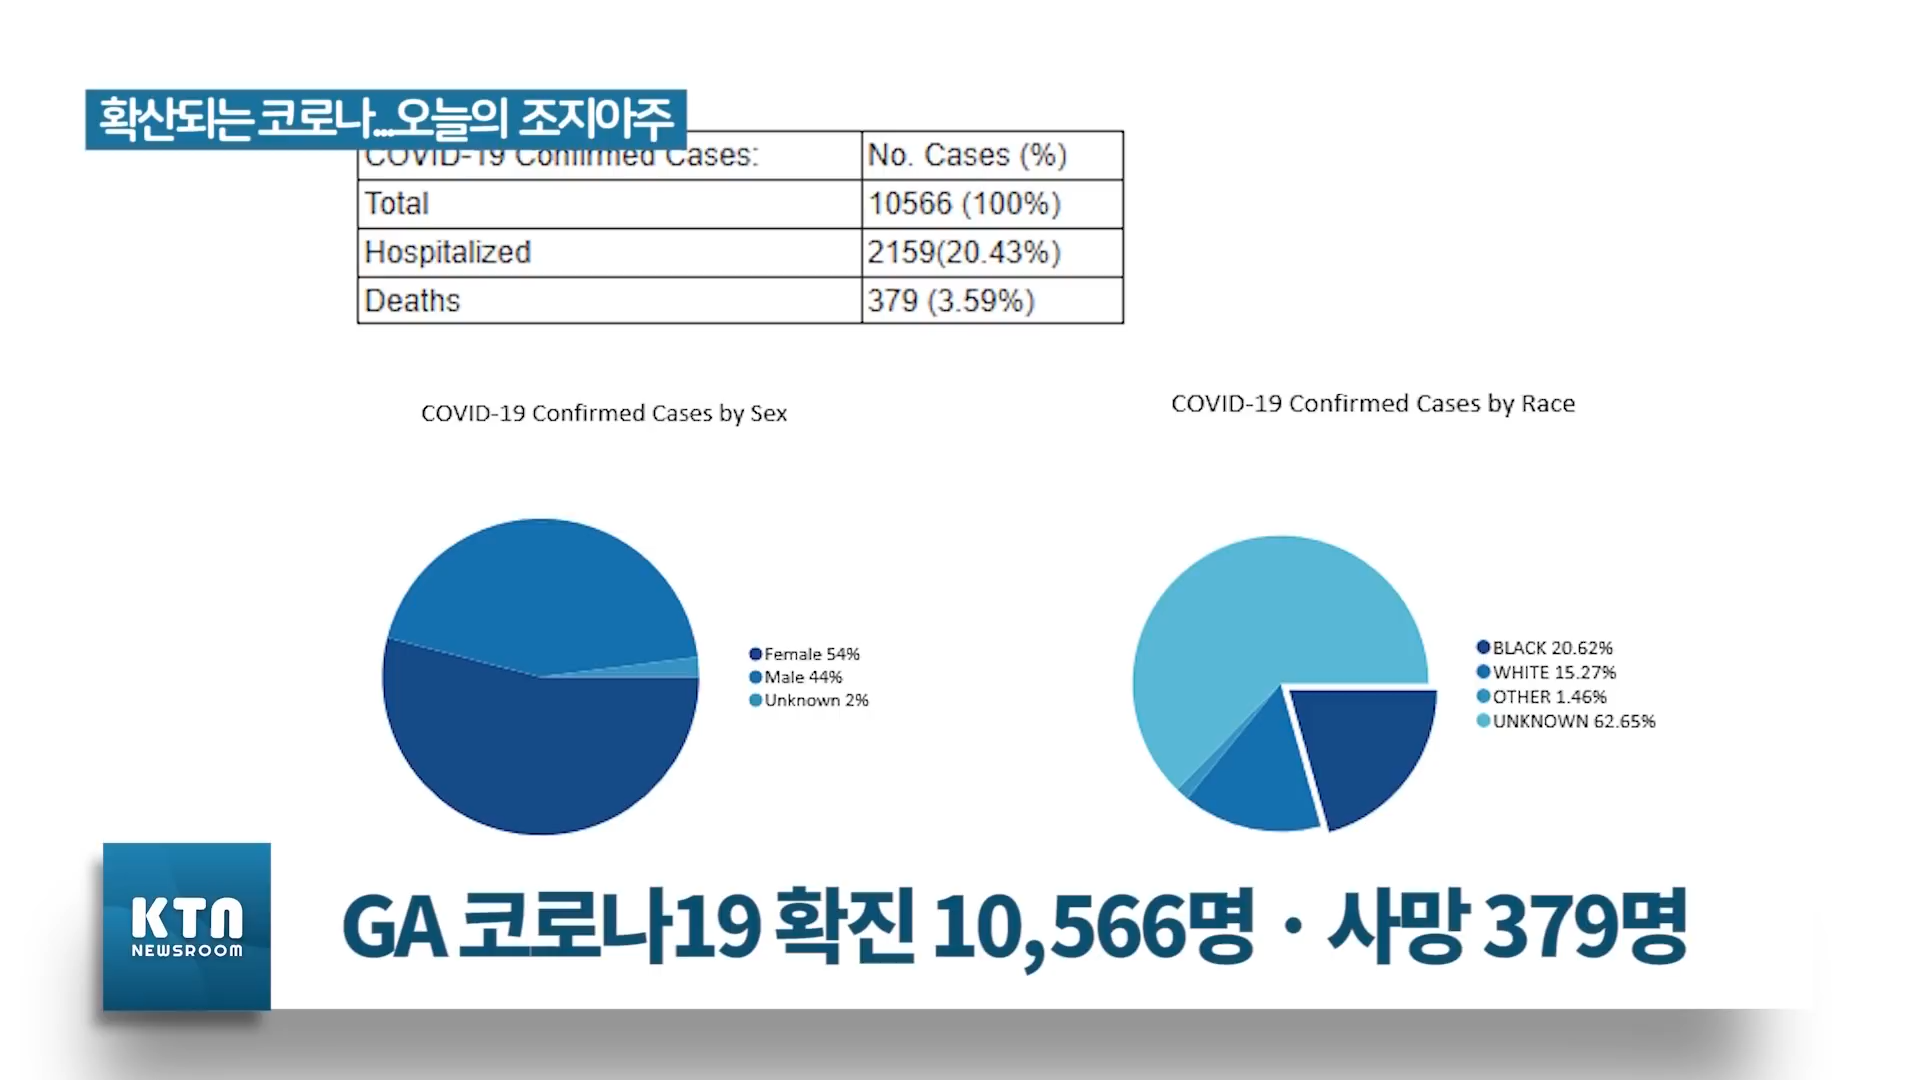 확산되는 코로나...오늘의 조지아주
COVID-19 Confirmed Cases: No. Cases (%)
Total 10566 (100%)
Hospitalized 2159(20.43%)
Deaths 379 (3.59%)
COVID-19 Confirmed Cases by Sex
Female 54%
Male 44%
Unknown 2%
COVID-19 Confirmed Cases by Race
BLACK 20.62%
WHITE 15.27%
OTHER 1.46%
UNKNOWN 62.65%
KTN
NEWSROOM
GA 코로나19 확진 10,566명 · 사망 379명